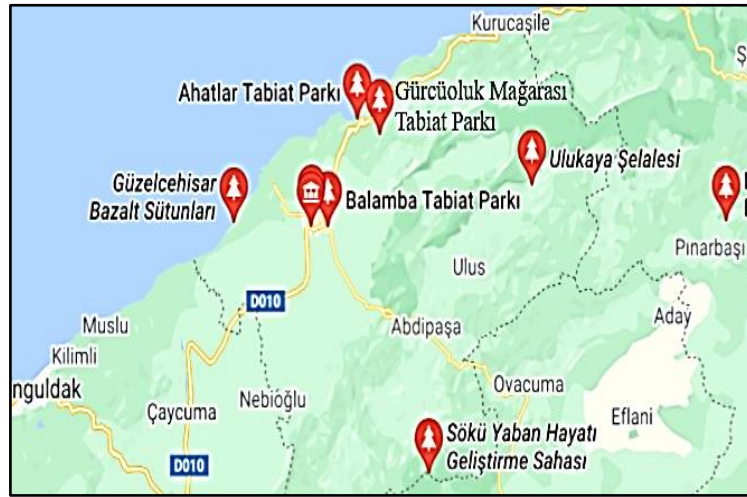 Kurucaşile
Ş
Ahatlar Tabiat Parkı
Gürcüoluk Mağarası
Tabiat Parkı
Ulukaya Şelalesi
Güzelcehisar
Bazalt Sütunları
Balamba Tabiat Parkı
Pınarbaşı
Ulus
D010
Aday
Muslu
Abdipaşa
Kilimli
nguldak
Ovacuma
Nebioğlu
Çaycuma
Eflani
Sökü Yaban Hayatı
Geliştirme Sahası
D010